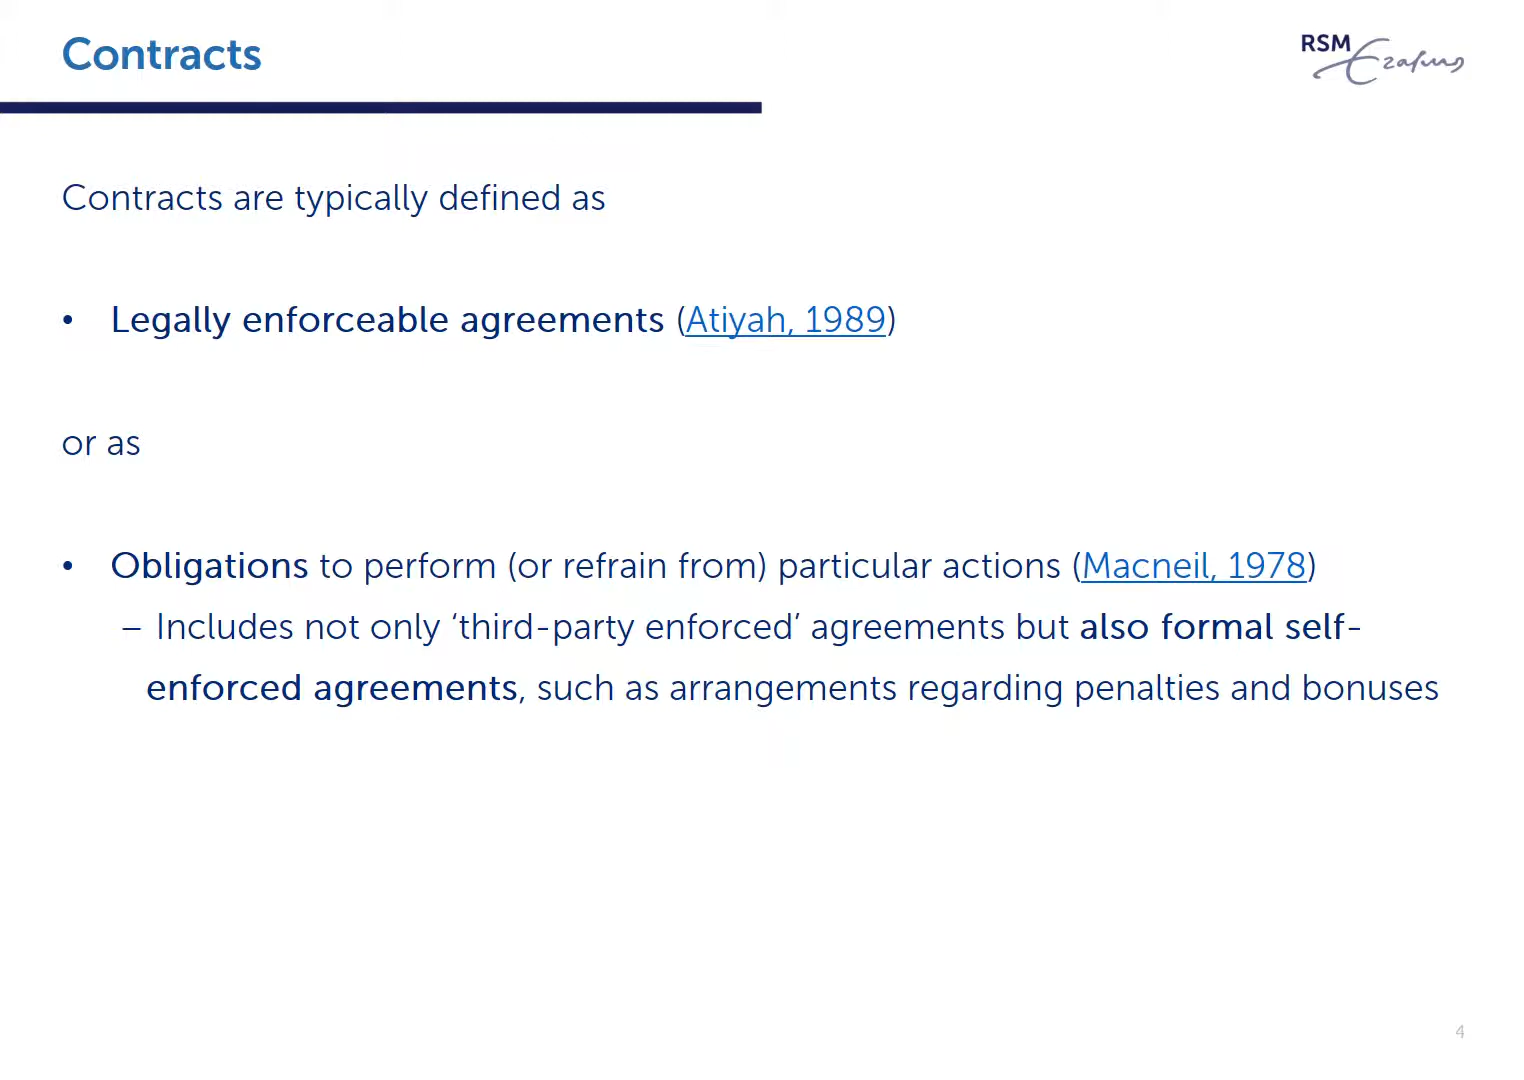 Contracts
RSM
Erasmus
Contracts are typically defined as
• Legally enforceable agreements (Atiyah, 1989)
or as
• Obligations to perform (or refrain from) particular actions (Macneil, 1978)
– Includes not only ‘third-party enforced’ agreements but also formal self-
enforced agreements, such as arrangements regarding penalties and bonuses
4